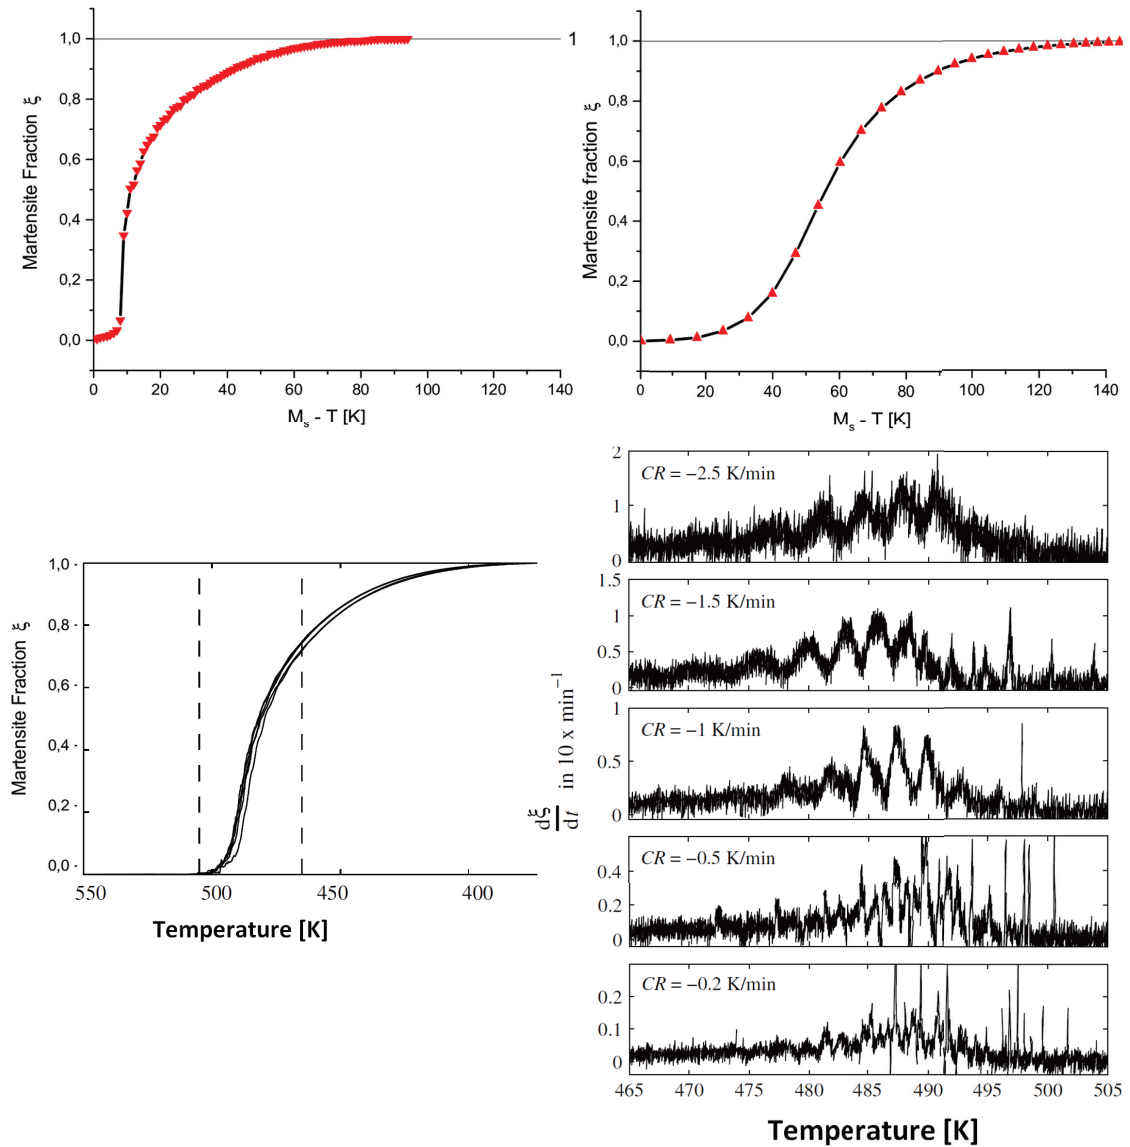 1,0
0,8
0,6
0,4
0,2
0,0
Martensite Fraction ξ
0 20 40 60 80 100 120 140
Ms - T [K]
1
1,0
0,8
0,6
0,4
0,2
0,0
Martensite fraction ξ
0 20 40 60 80 100 120 140
Ms - T [K]
1,0
0,8
0,6
0,4
0,2
0,0
Martensite Fraction ξ
550 500 450 400
Temperature [K]
dξ/dt in 10 x min⁻¹
2
1
0
CR = −2.5 K/min
1.5
1
0.5
0
CR = −1.5 K/min
1
0.5
0
CR = −1 K/min
0.4
0.2
0
CR = −0.5 K/min
0.2
0.1
0
CR = −0.2 K/min
465 470 475 480 485 490 495 500 505
Temperature [K]